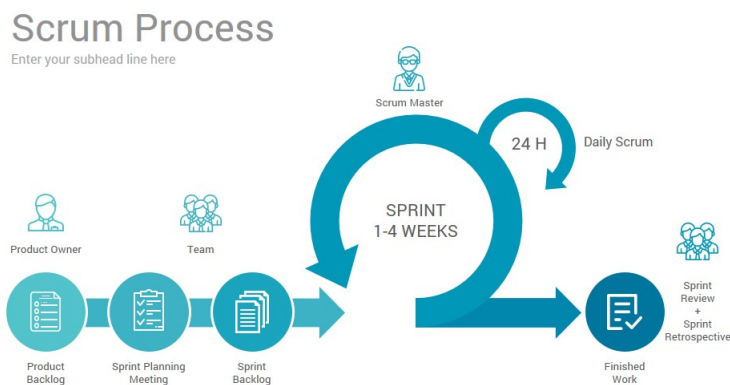 Scrum Process
Enter your subhead line here
Scrum Master
24 H
Daily Scrum
SPRINT
1-4 WEEKS
Product Owner
Team
Sprint
Review
+
Sprint
Retrospective
Product
Backlog
Sprint Planning
Meeting
Sprint
Backlog
Finished
Work